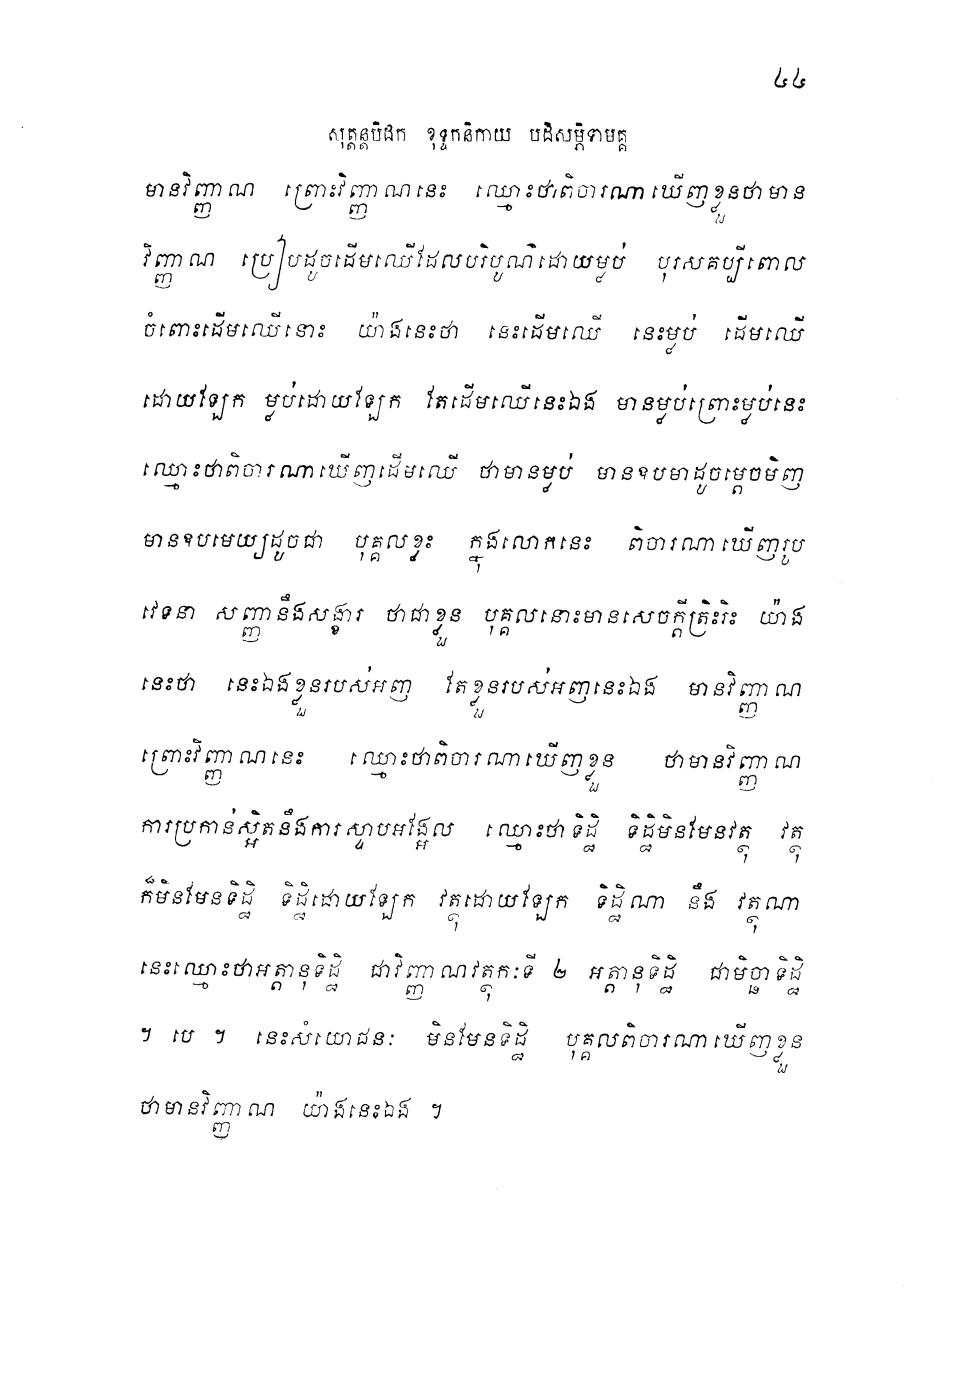 ៤៤
សុត្តន្តបិដក ខុទ្ទកនិកាយ បដិសម្ភិទាមគ្គ
មានវិញ្ញាណ ព្រោះវិញ្ញាណនេះ ឈ្មោះថាពិចារណាឃើញខ្លួនថាមាន
វិញ្ញាណ ប្រៀបដូចដើមឈើដែលបរិបូណ៌ដោយម្លប់ បុរសគប្បីពោល
ចំពោះដើមឈើនោះ យ៉ាងនេះថា នេះដើមឈើ នេះម្លប់ ដើមឈើ
ដោយឡែក ម្លប់ដោយឡែក តែដើមឈើនេះឯង មានម្លប់ព្រោះម្លប់នេះ
ឈ្មោះថាពិចារណាឃើញដើមឈើ ថាមានម្លប់ មានឧបមាដូចម្តេចមិញ
មានឧបមេយ្យដូចជា បុគ្គលខ្លះ ក្នុងលោកនេះ ពិចារណាឃើញរូប
វេទនា សញ្ញានឹងសង្ខារ ថាជាខ្លួន បុគ្គលនោះមានសេចក្តីត្រិះរិះ យ៉ាង
នេះថា នេះឯងខ្លួនរបស់អញ តែខ្លួនរបស់អញនេះឯង មានវិញ្ញាណ
ព្រោះវិញ្ញាណនេះ ឈ្មោះថាពិចារណាឃើញខ្លួន ថាមានវិញ្ញាណ
ការប្រកាន់ស្អិតនឹងការស្ទាបអង្អែល ឈ្មោះថាទិដ្ឋិ ទិដ្ឋិមិនមែនវត្ថុ វត្ថុ
ក៏មិនមែនទិដ្ឋិ ទិដ្ឋិដោយឡែក វត្ថុដោយឡែក ទិដ្ឋិណា នឹង វត្ថុណា
នេះឈ្មោះថាអត្តានុទិដ្ឋិ ជាវិញ្ញាណវត្ថុកៈទី ២ អត្តានុទិដ្ឋិ ជាមិច្ឆាទិដ្ឋិ
។ បេ ។ នេះសំយោជនៈ មិនមែនទិដ្ឋិ បុគ្គលពិចារណាឃើញខ្លួន
ថាមានវិញ្ញាណ យ៉ាងនេះឯង ។